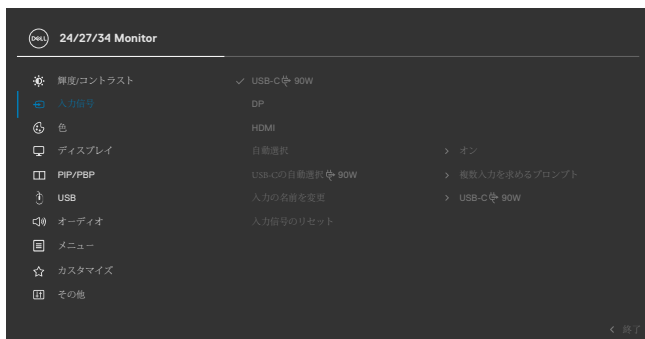 DELL 24/27/34 Monitor
輝度/コントラスト ✓ USB-C 90W
入力信号 DP
色 HDMI
ディスプレイ 自動選択 > オン
PIP/PBP USB-Cの自動選択 90W > 複数入力を求めるプロンプト
USB 入力の名前を変更 > USB-C 90W
オーディオ 入力信号のリセット
メニュー
カスタマイズ
その他
< 終了